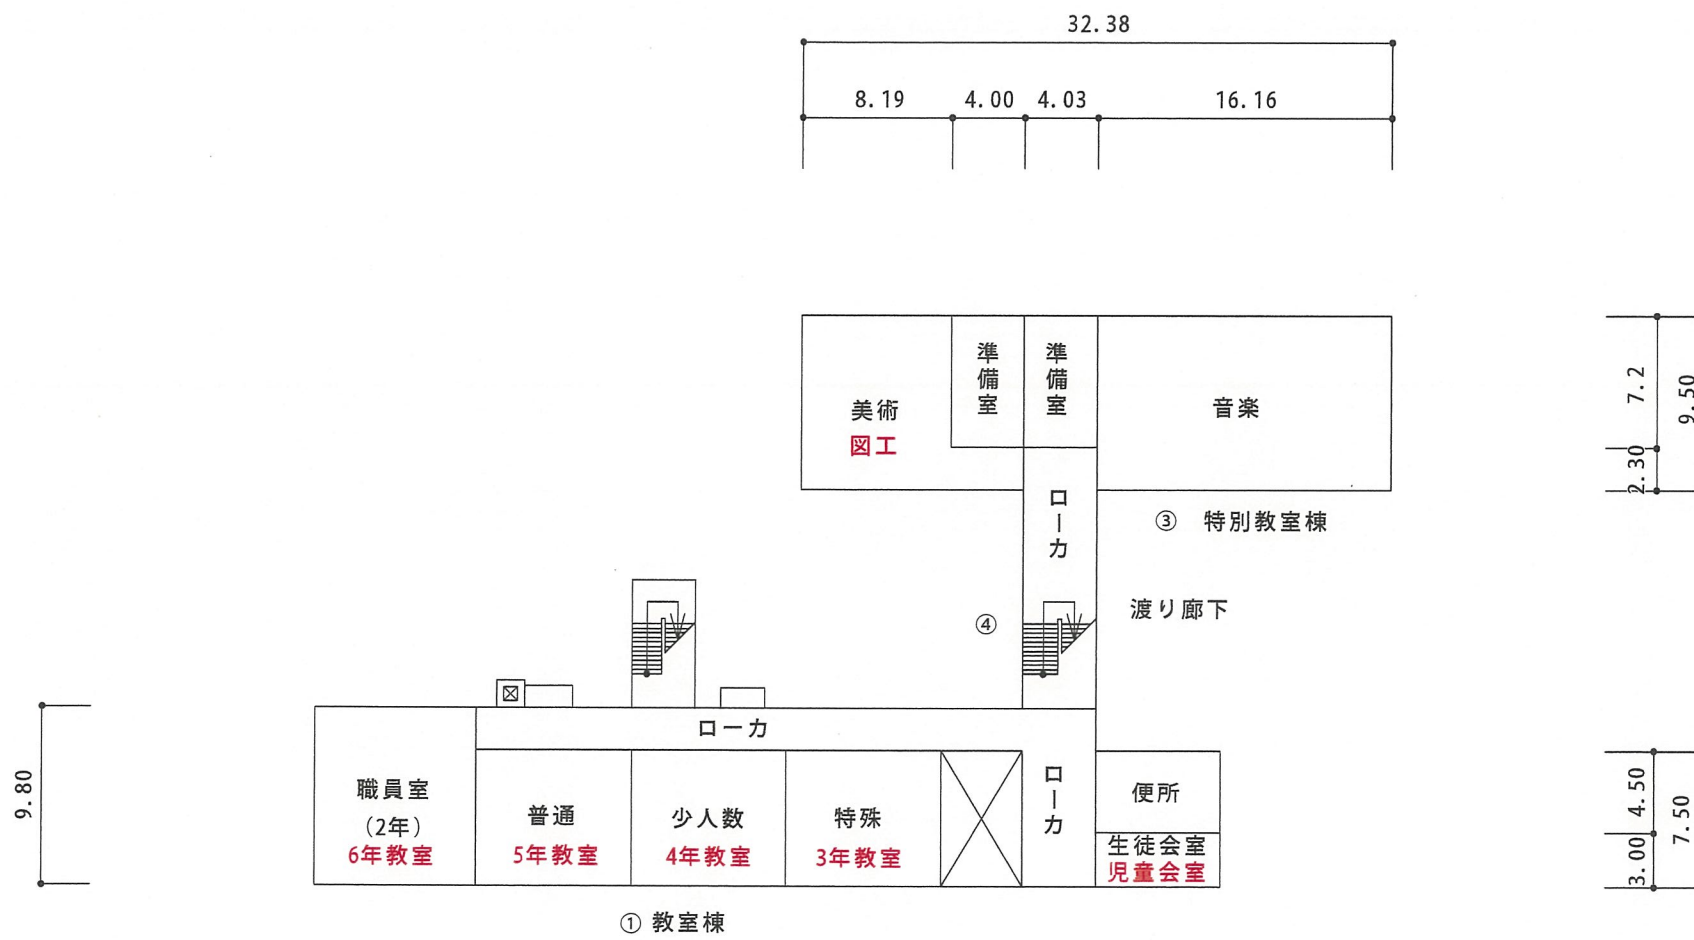 32.38
8.19 4.00 4.03 16.16
準備室
準備室
美術
図工
音楽
7.2
9.50
2.30
ローカ
③ 特別教室棟
④
渡り廊下
ローカ
9.80
職員室
（2年）
6年教室
普通
5年教室
少人数
4年教室
特殊
3年教室
ローカ
便所
生徒会室
児童会室
4.50
7.50
3.00
① 教室棟